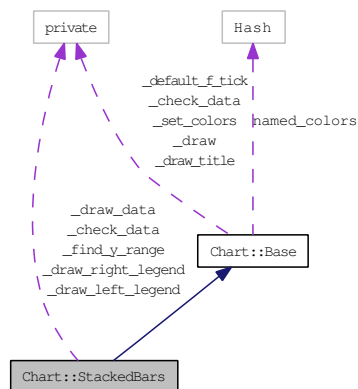 private
Hash
_default_f_tick
_check_data
_set_colors
_draw
_draw_title
named_colors
_draw_data
_check_data
_find_y_range
_draw_right_legend
_draw_left_legend
Chart::Base
Chart::StackedBars